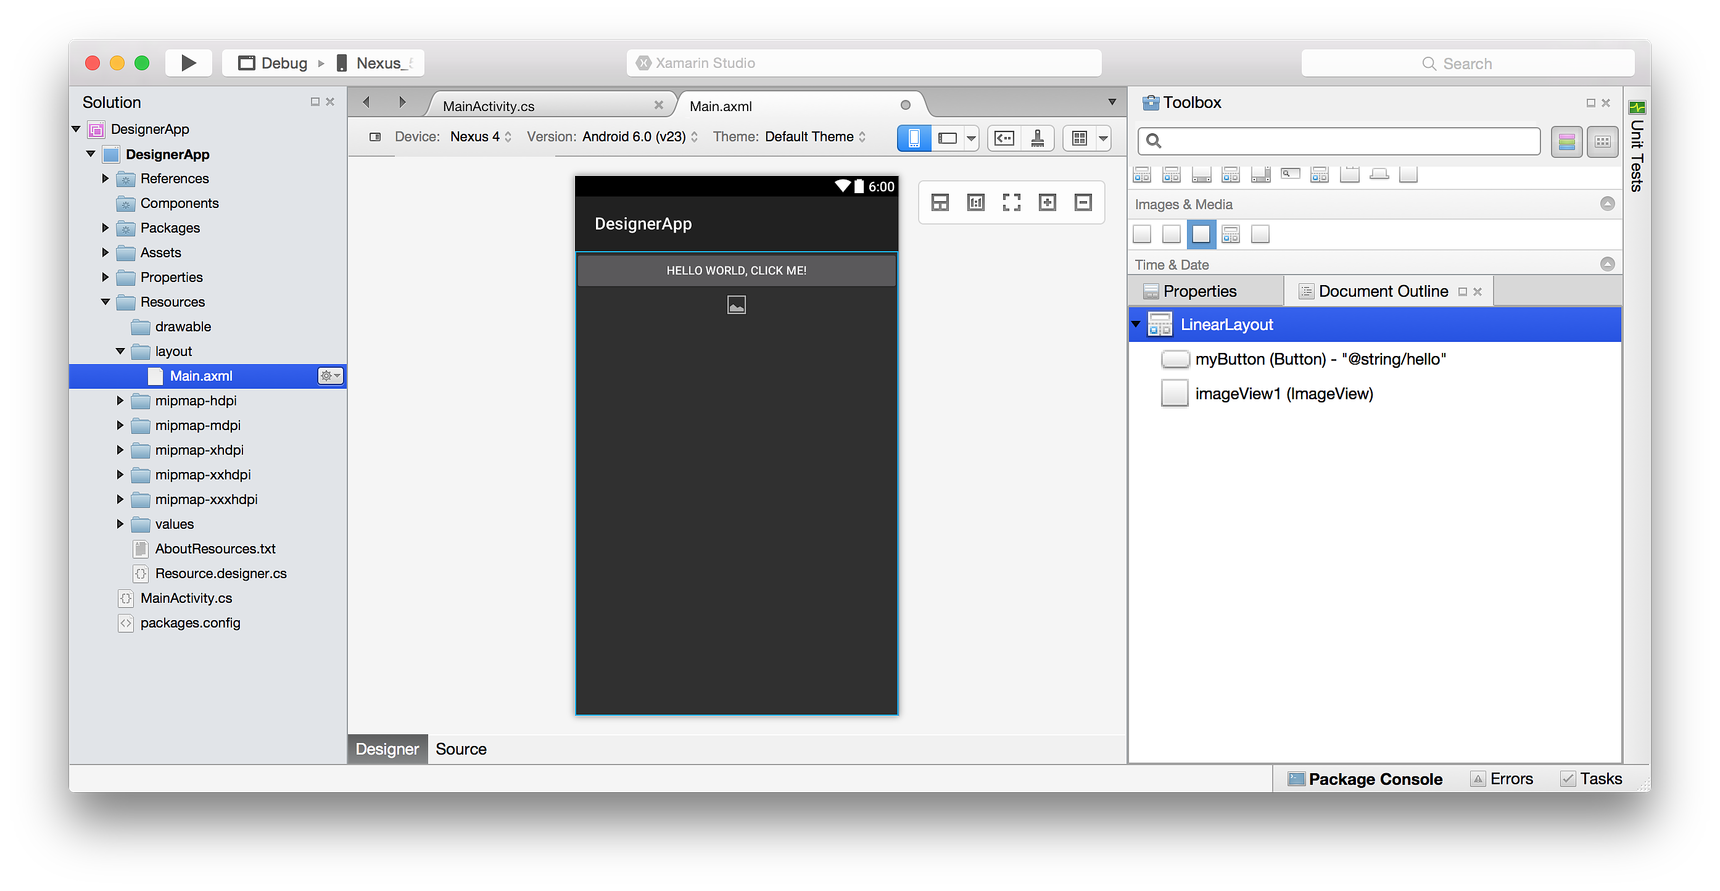 Debug
Nexus_
Xamarin Studio
Search
Solution
DesignerApp
DesignerApp
References
Components
Packages
Assets
Properties
Resources
drawable
layout
Main.axml
mipmap-hdpi
mipmap-mdpi
mipmap-xhdpi
mipmap-xxhdpi
mipmap-xxxhdpi
values
AboutResources.txt
Resource.designer.cs
MainActivity.cs
packages.config
MainActivity.cs
Main.axml
Device: Nexus 4 Version: Android 6.0 (v23) Theme: Default Theme
6:00
DesignerApp
HELLO WORLD, CLICK ME!
1:1
Designer
Source
Toolbox
Images & Media
Time & Date
Properties
Document Outline
LinearLayout
myButton (Button) - "@string/hello"
imageView1 (ImageView)
Unit Tests
Package Console
Errors
Tasks